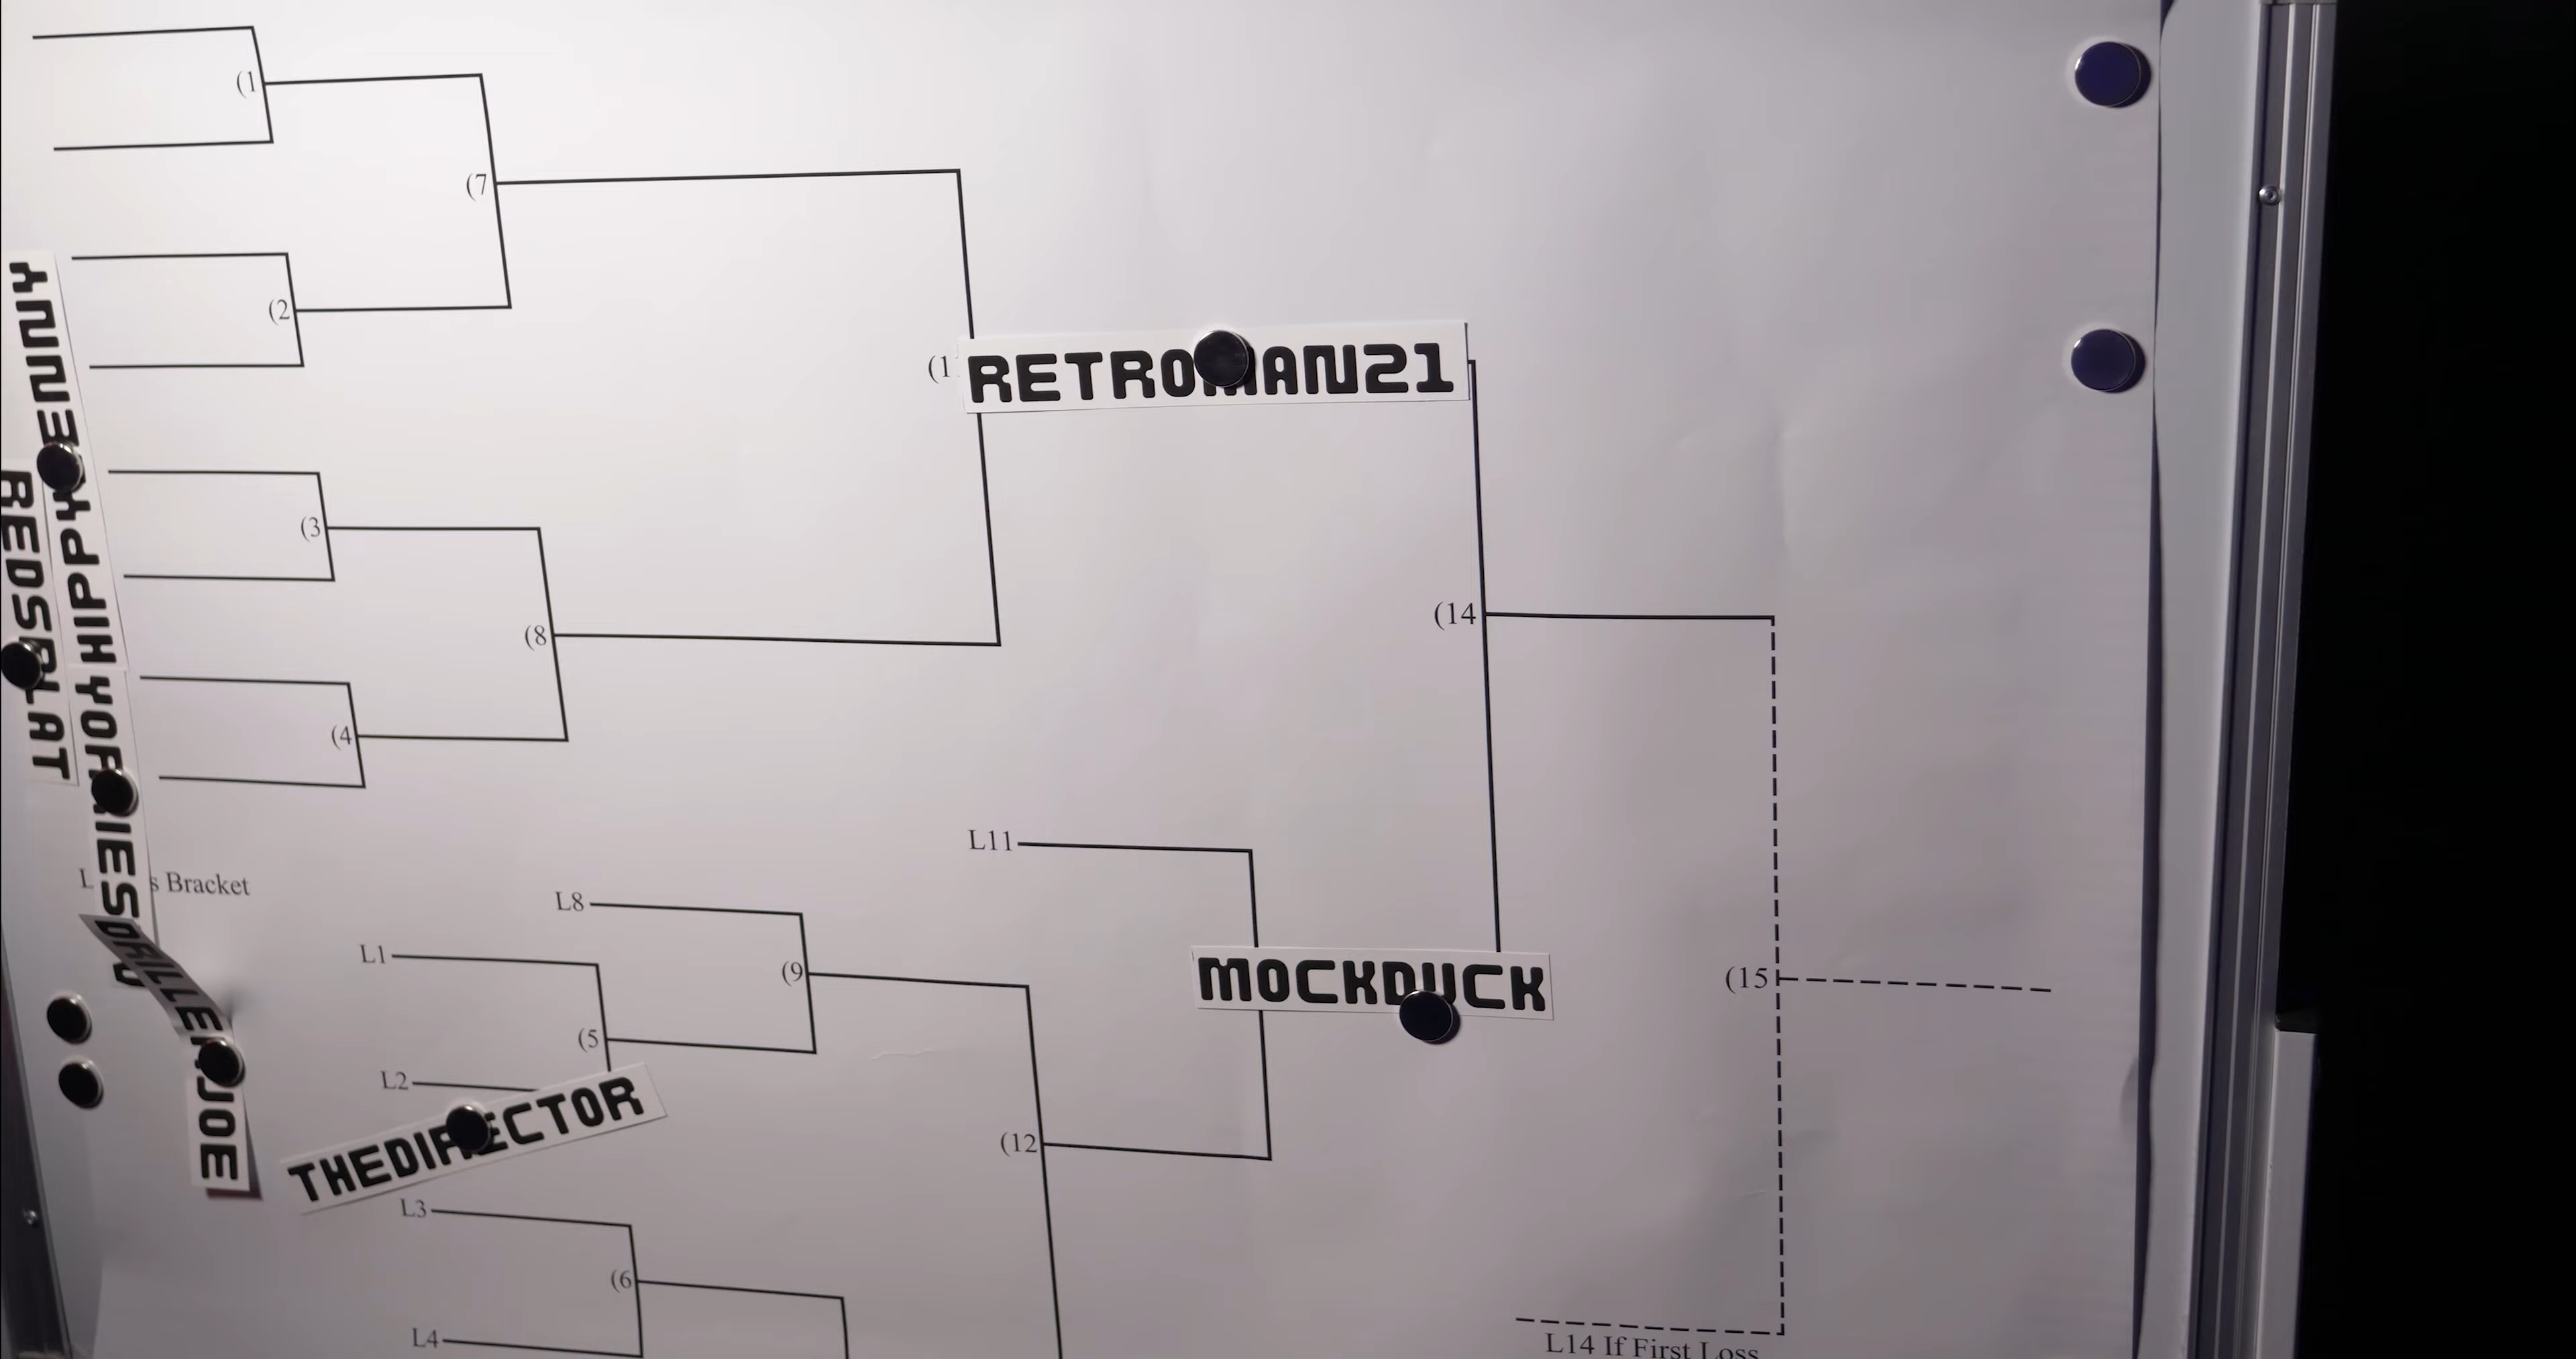 (1
(7
(2
RETROMAN21
(3
(14
(8
(4
REDSPLAT
L11
Bracket
L8
L1
(9
MOCKDUCK
(15
(5
L2
THEDIRECTOR
DRILLERJOE
(12
L3
(6
L4
L14 If First Loss